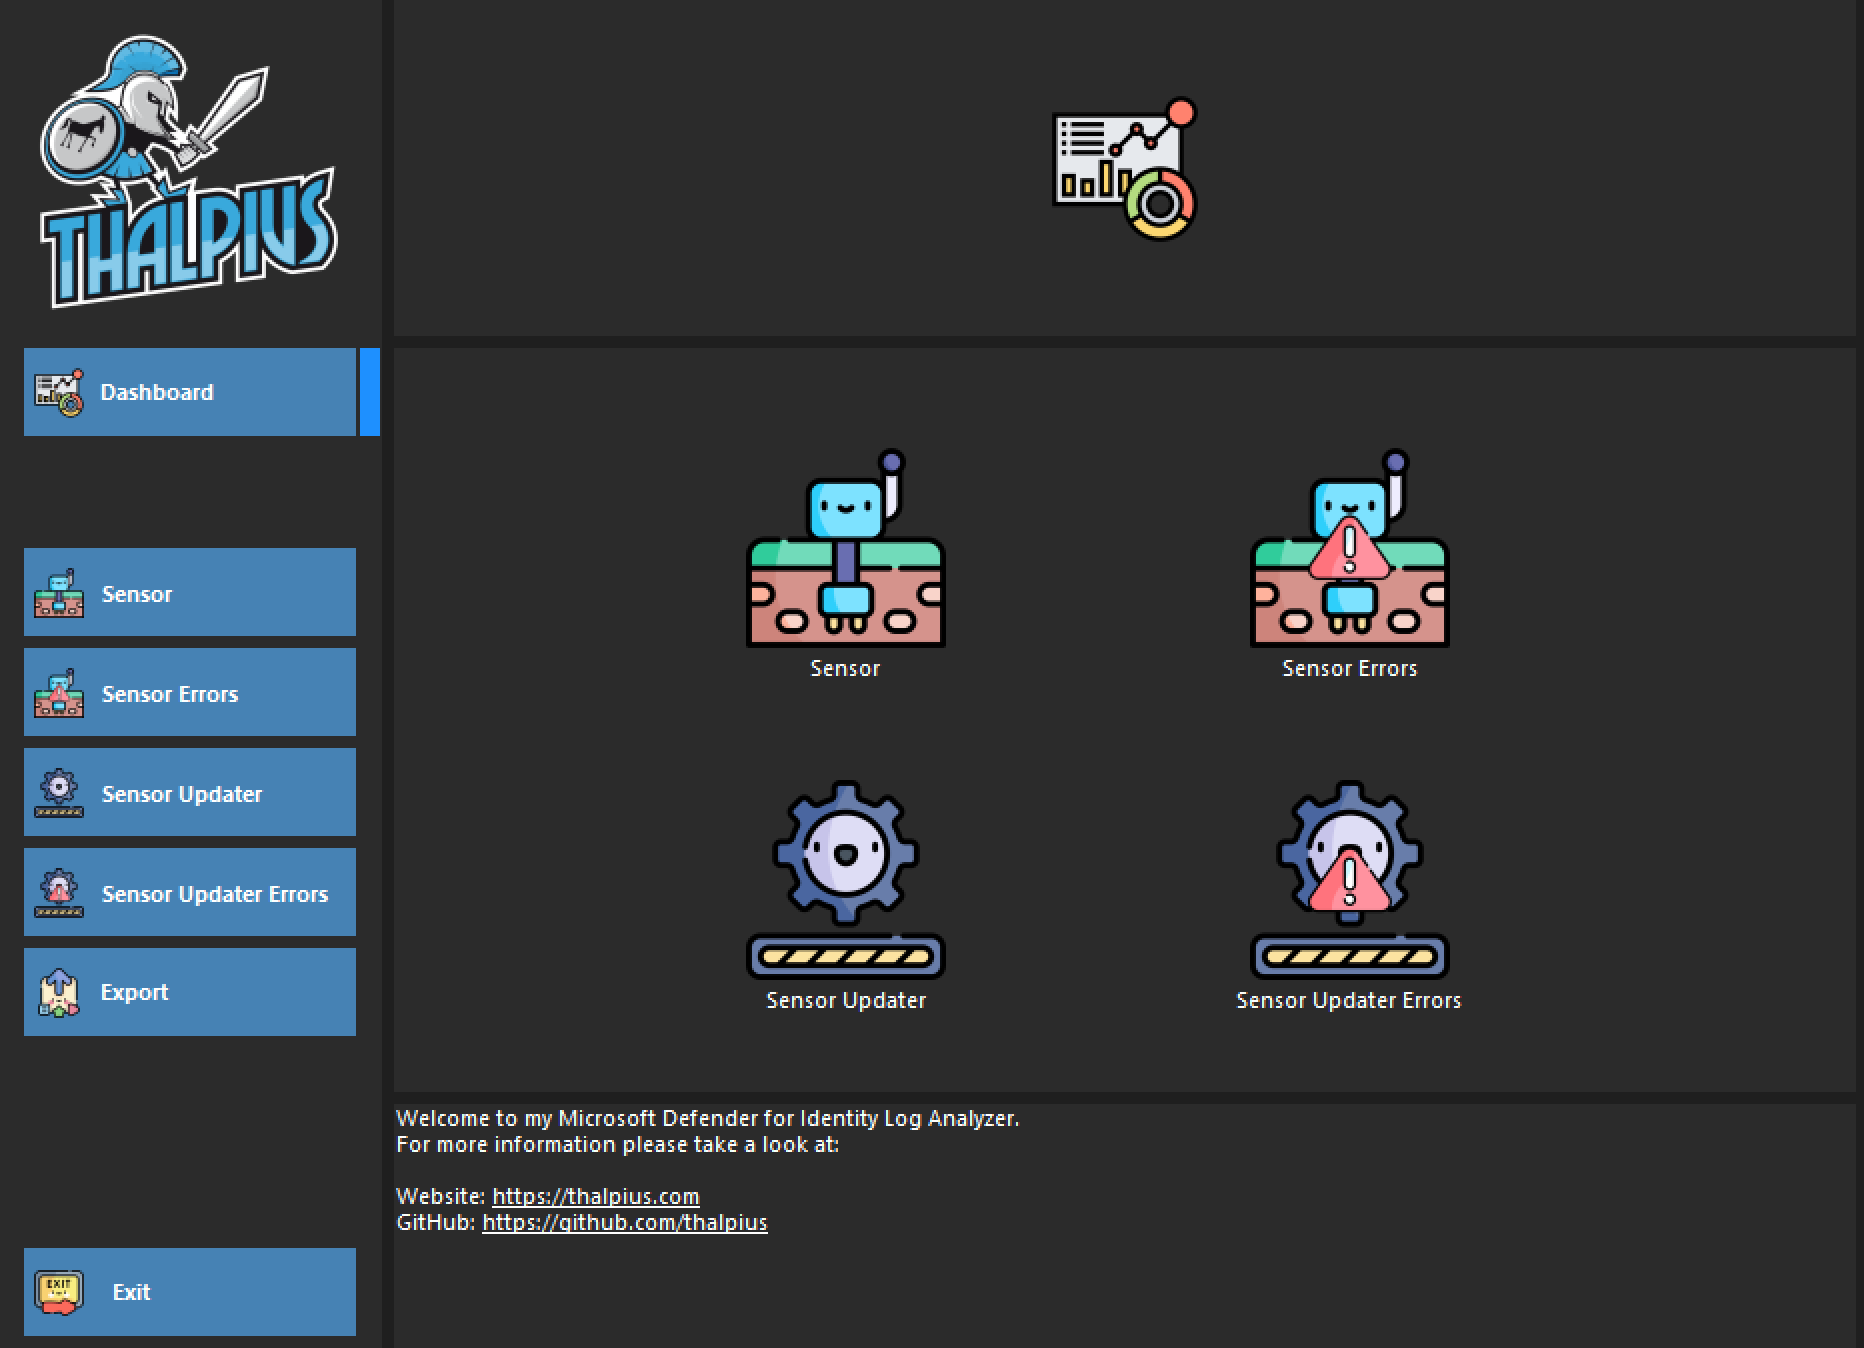 THALPIUS
Dashboard
Sensor
Sensor Errors
Sensor Updater
Sensor Updater Errors
Export
EXIT
Exit
Sensor
Sensor Errors
Sensor Updater
Sensor Updater Errors
Welcome to my Microsoft Defender for Identity Log Analyzer.
For more information please take a look at:
Website: https://thalpius.com
GitHub: https://github.com/thalpius